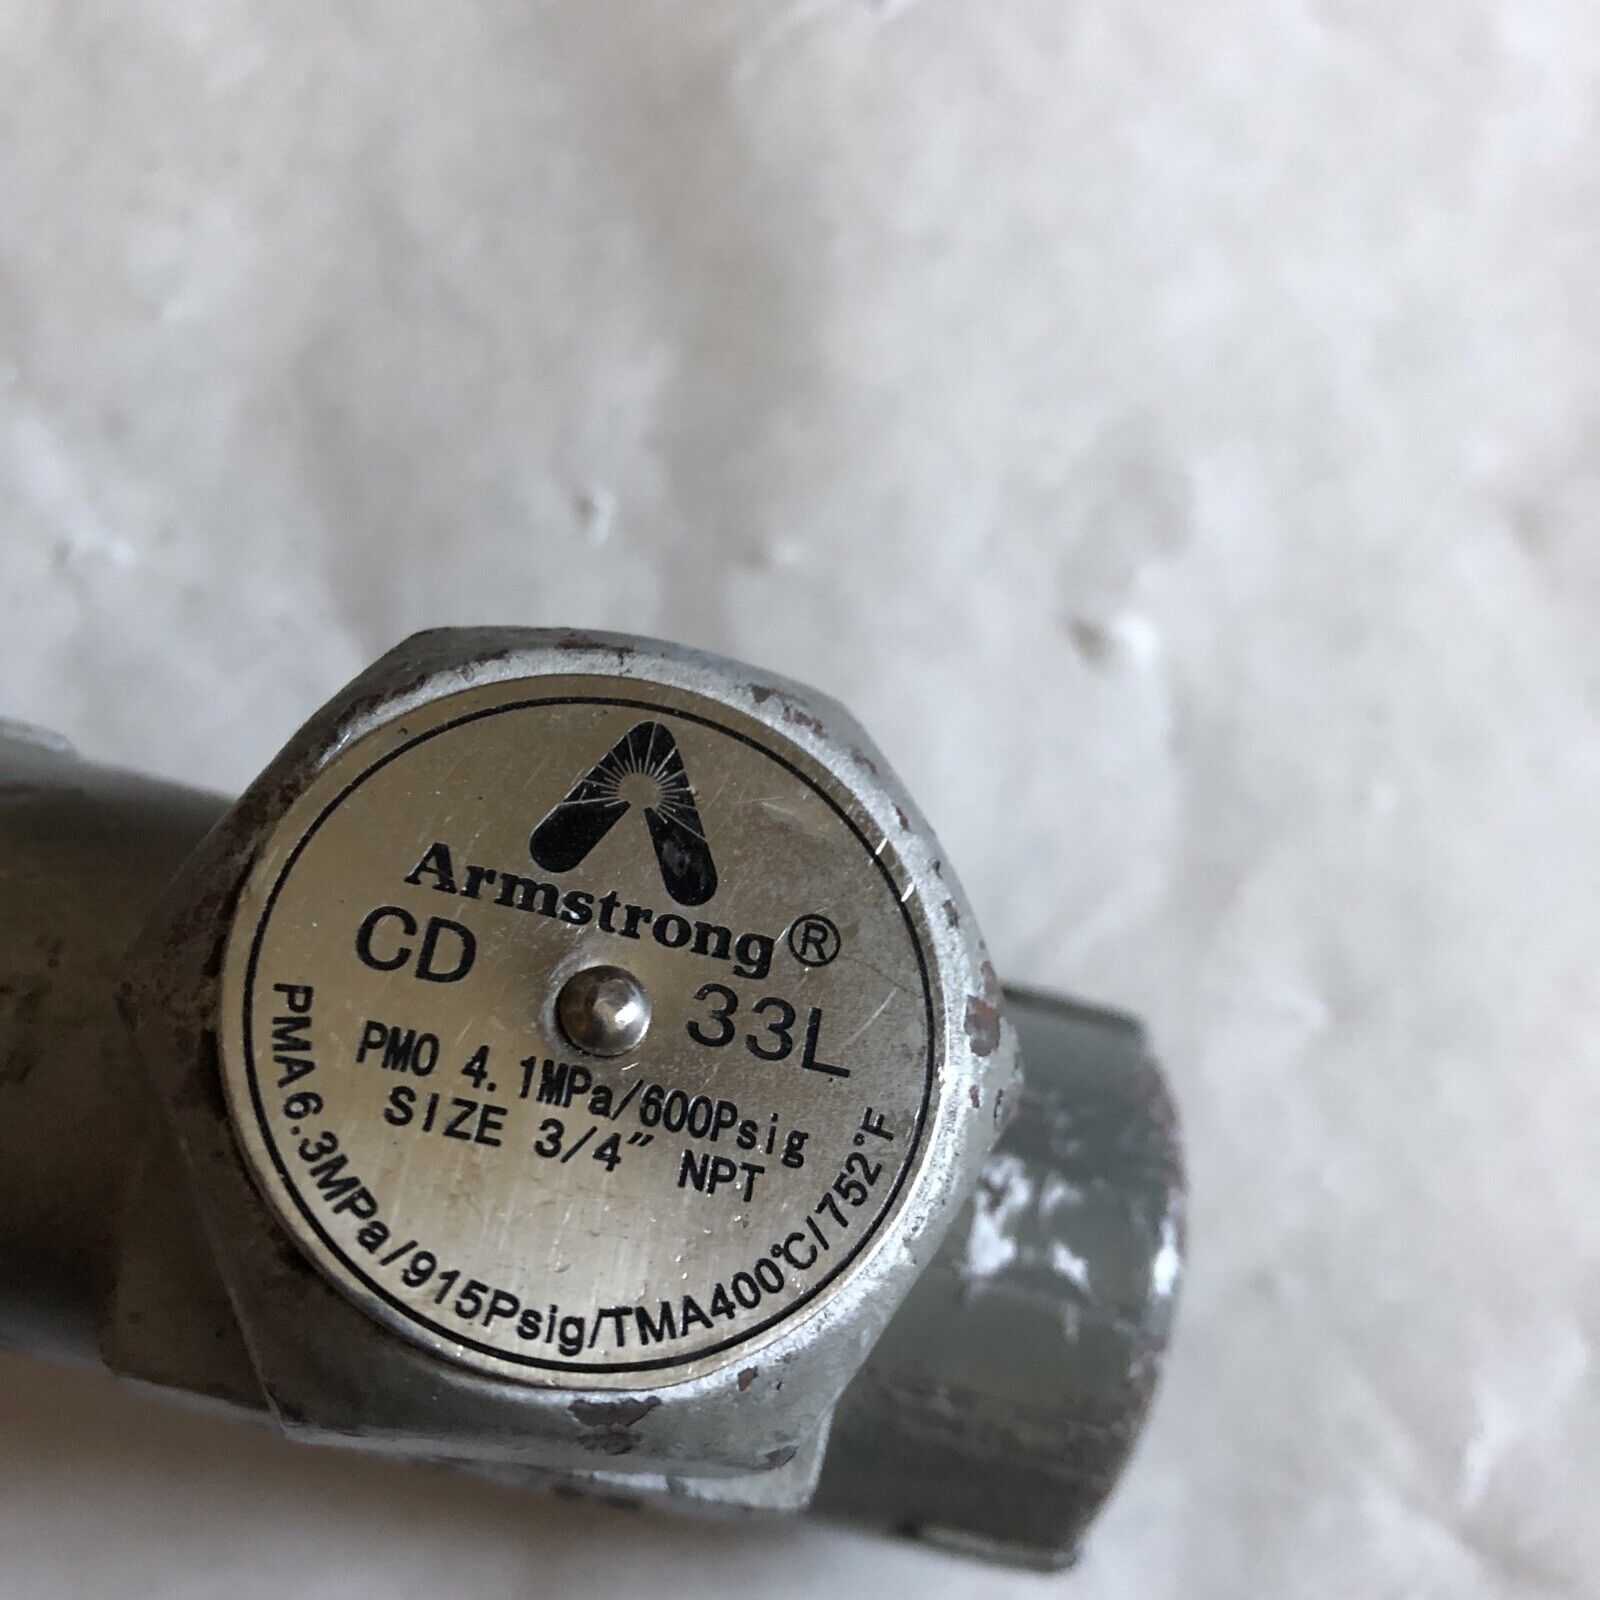 Armstrong®
CD 33L
PMO 4.1MPa/600Psig
SIZE 3/4" NPT
PMA6.3MPa/915Psig/TMA400℃/752°F